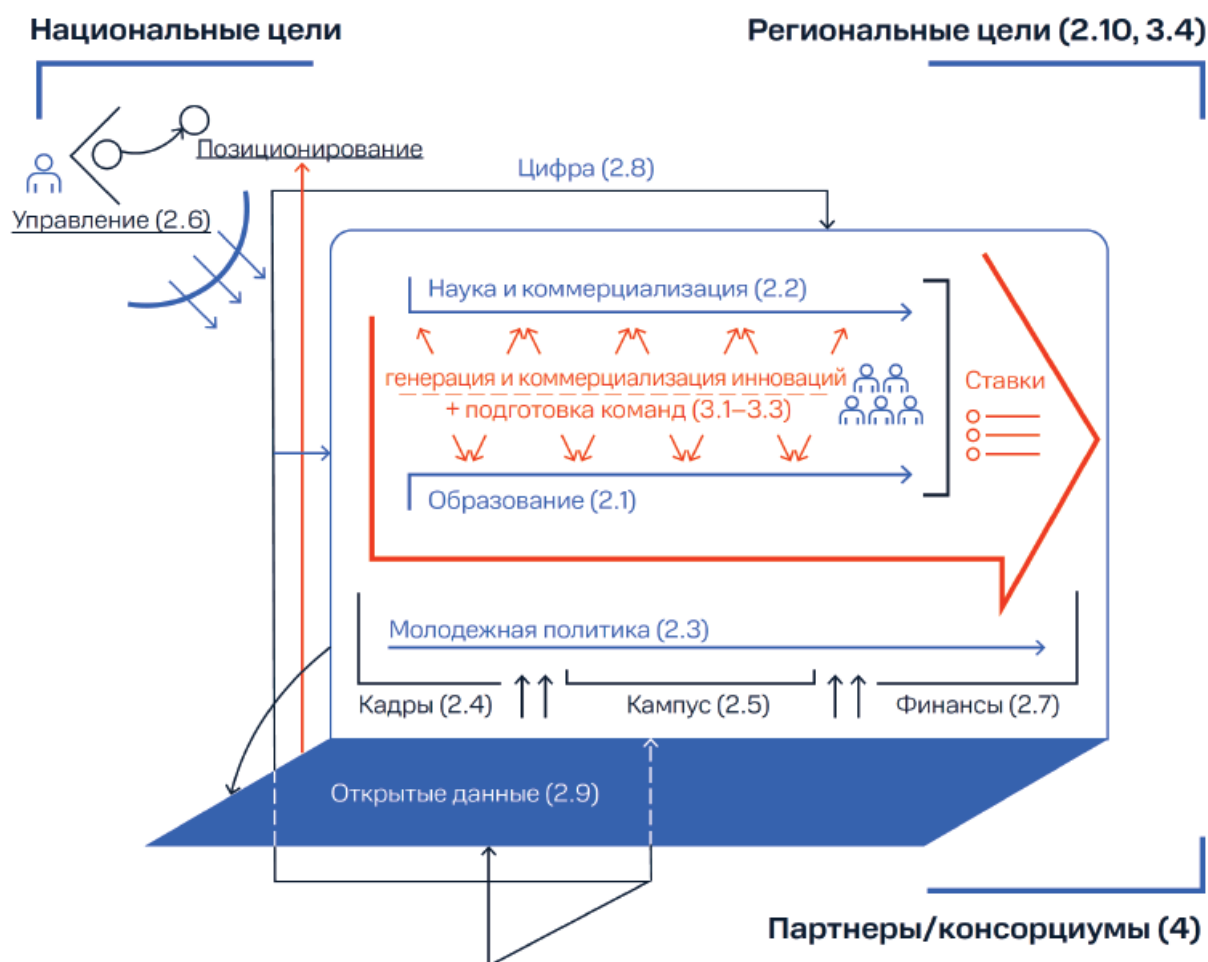 Национальные цели
Региональные цели (2.10, 3.4)
Позиционирование
Управление (2.6)
Цифра (2.8)
Наука и коммерциализация (2.2)
генерация и коммерциализация инноваций
+ подготовка команд (3.1–3.3)
Ставки
Образование (2.1)
Молодежная политика (2.3)
Кадры (2.4)
Кампус (2.5)
Финансы (2.7)
Открытые данные (2.9)
Партнеры/консорциумы (4)